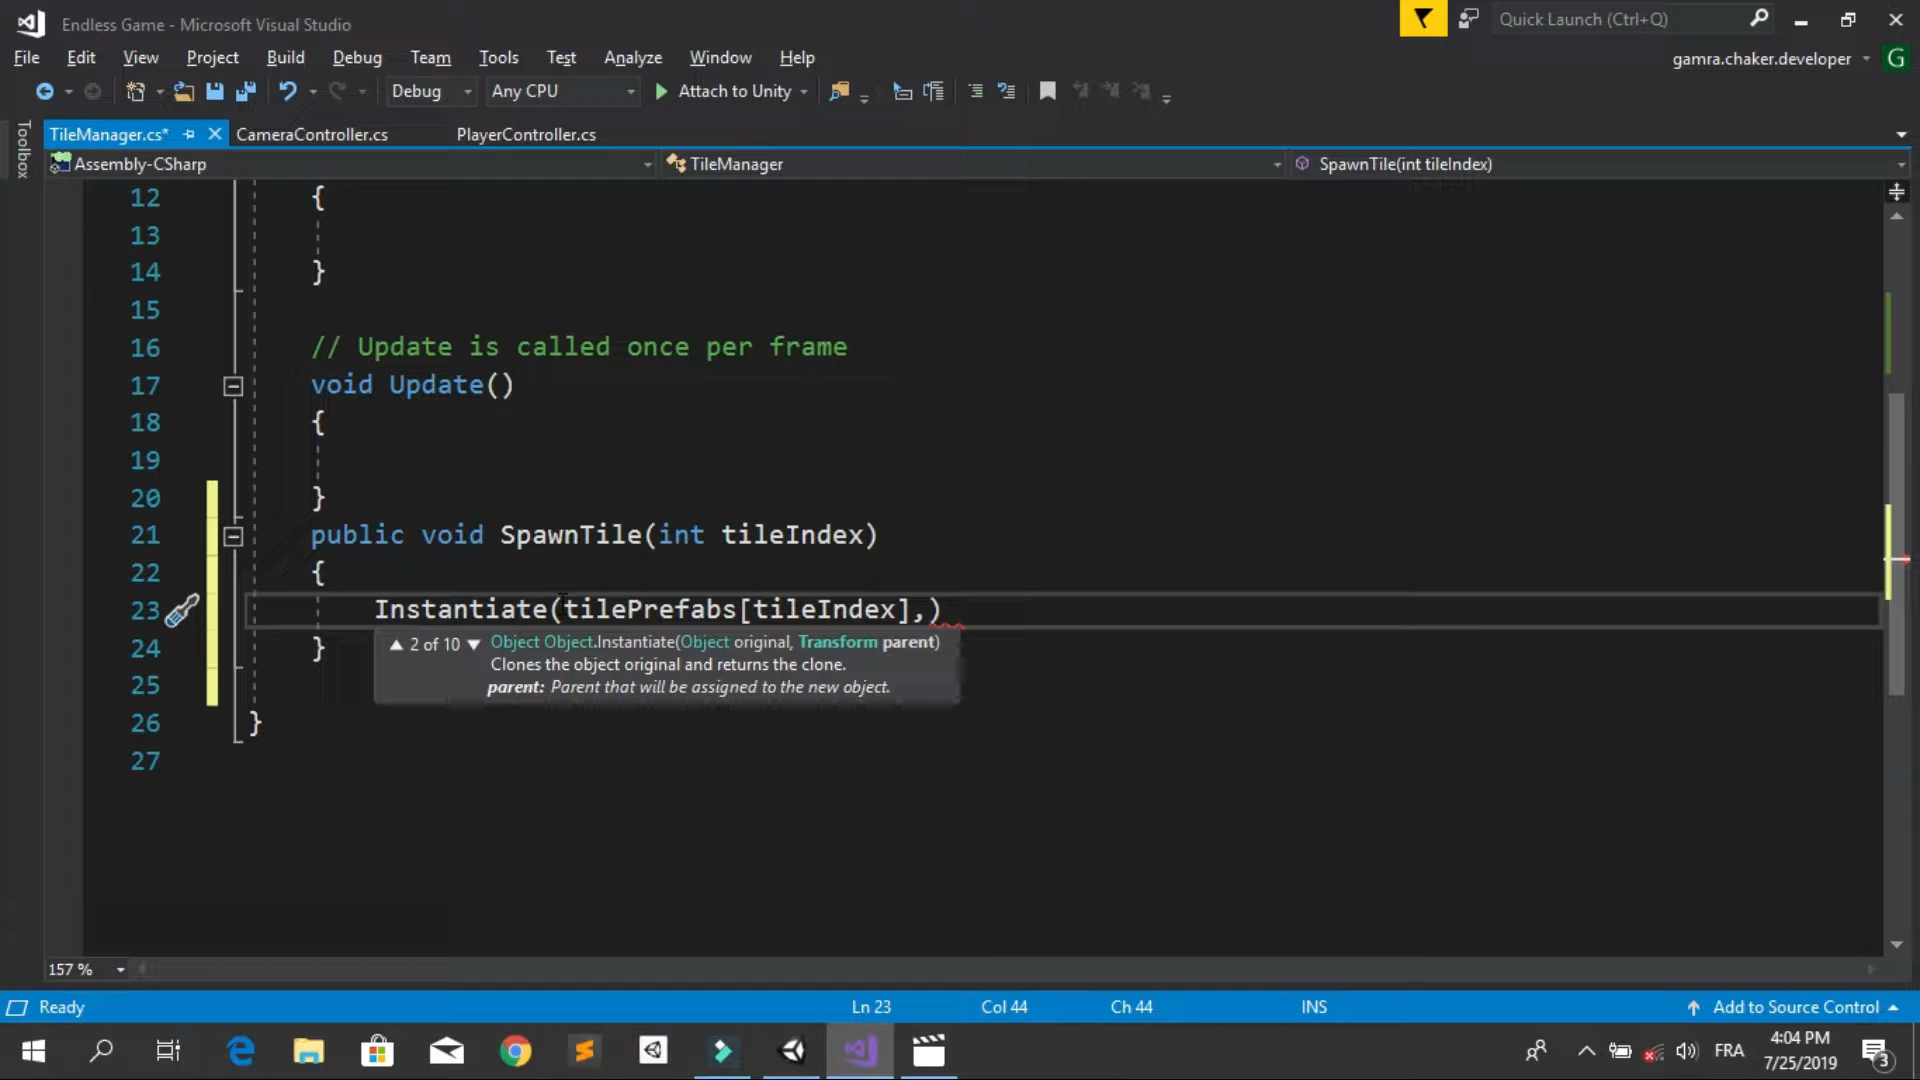 Endless Game - Microsoft Visual Studio
Quick Launch (Ctrl+Q)
File Edit View Project Build Debug Team Tools Test Analyze Window Help
gamra.chaker.developer G
Debug Any CPU Attach to Unity
Toolbox
TileManager.cs* CameraController.cs PlayerController.cs
Assembly-CSharp TileManager SpawnTile(int tileIndex)
12 {
13
14 }
15
16 // Update is called once per frame
17 void Update()
18 {
19
20 }
21 public void SpawnTile(int tileIndex)
22 {
23 Instantiate(tilePrefabs[tileIndex],)
24 }
▲ 2 of 10 ▼ Object Object.Instantiate(Object original, Transform parent)
Clones the object original and returns the clone.
parent: Parent that will be assigned to the new object.
25
26 }
27
157 %
Ready Ln 23 Col 44 Ch 44 INS Add to Source Control
FRA
4:04 PM
7/25/2019
3